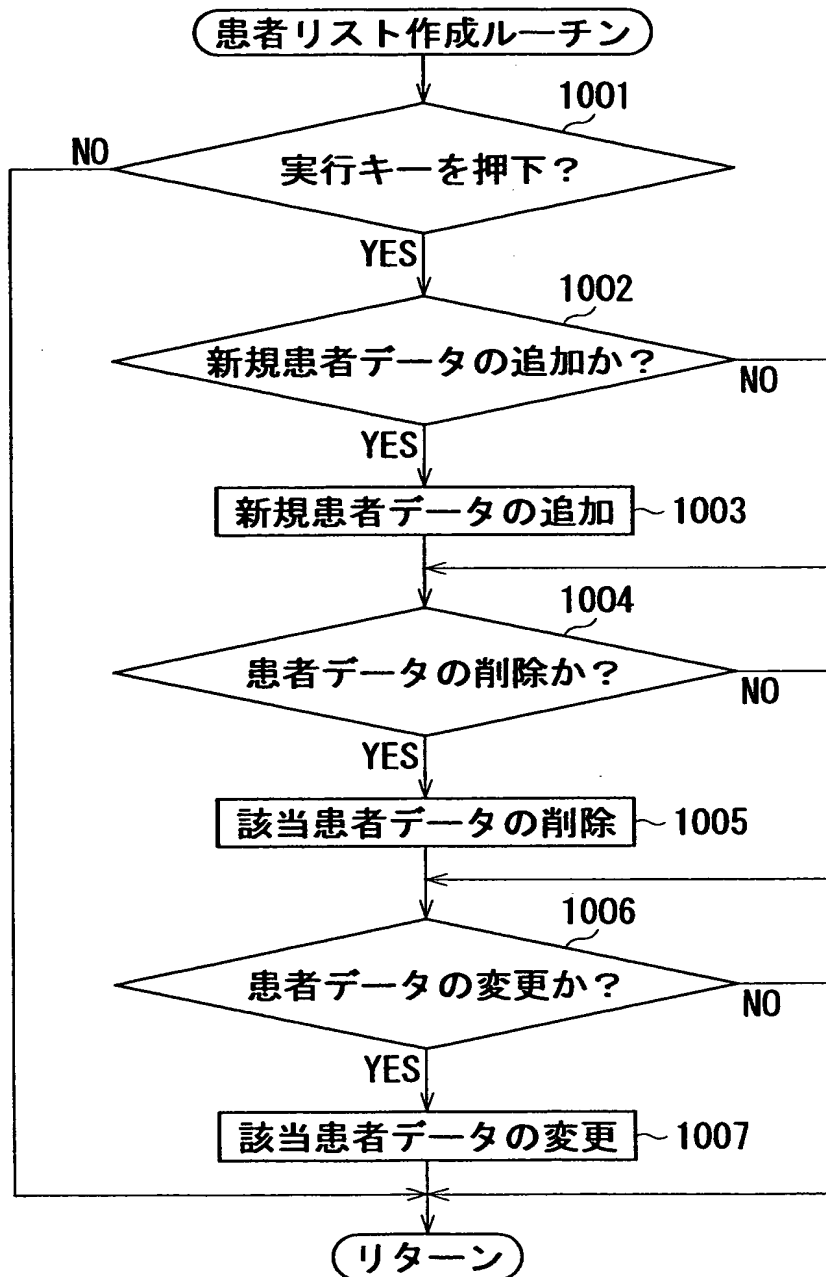 患者リスト作成ルーチン
1001
NO
実行キーを押下?
YES
1002
新規患者データの追加か?
NO
YES
新規患者データの追加
1003
1004
患者データの削除か?
NO
YES
該当患者データの削除
1005
1006
患者データの変更か?
NO
YES
該当患者データの変更
1007
リターン